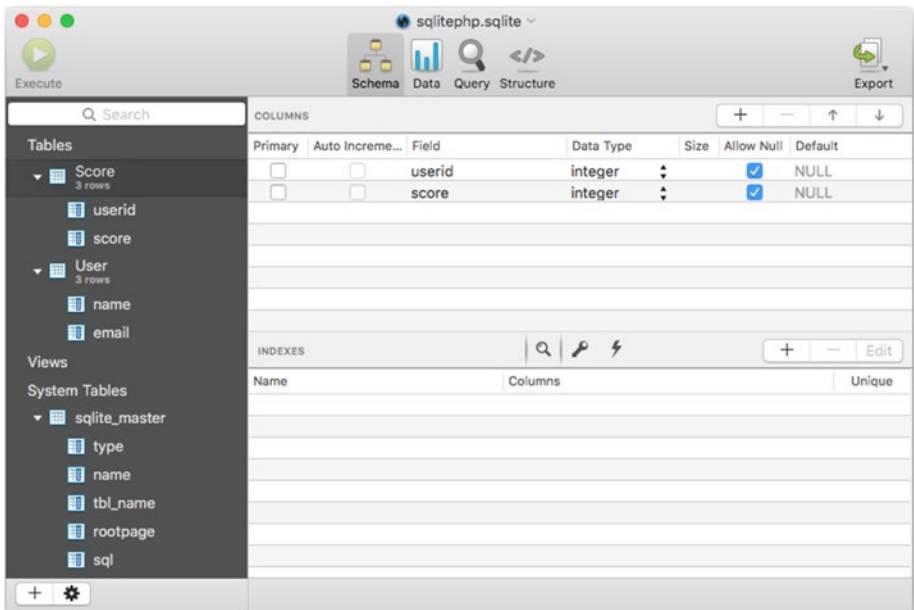 sqlitephp.sqlite
Execute
Schema Data Query Structure
Export
Search
Tables
Score
3 rows
userid
score
User
3 rows
name
email
Views
System Tables
sqlite_master
type
name
tbl_name
rootpage
sql
COLUMNS
Primary Auto Increme... Field Data Type Size Allow Null Default
userid integer NULL
score integer NULL
INDEXES
Edit
Name Columns Unique